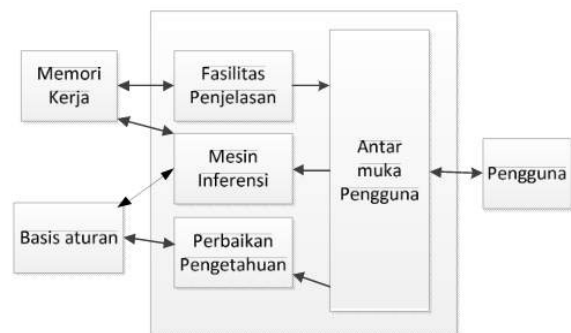 Memori
Kerja
Fasilitas
Penjelasan
Mesin
Inferensi
Antar
muka
Pengguna
Pengguna
Basis aturan
Perbaikan
Pengetahuan